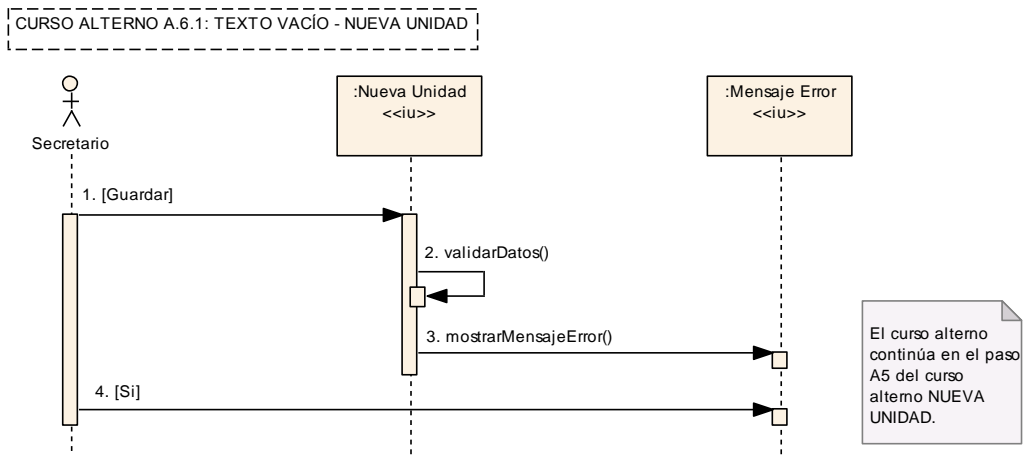 CURSO ALTERNO A.6.1: TEXTO VACÍO - NUEVA UNIDAD
:Nueva Unidad
<<iu>>
:Mensaje Error
<<iu>>
Secretario
1. [Guardar]
2. validarDatos()
3. mostrarMensajeError()
4. [Si]
El curso alterno
continúa en el paso
A5 del curso
alterno NUEVA
UNIDAD.